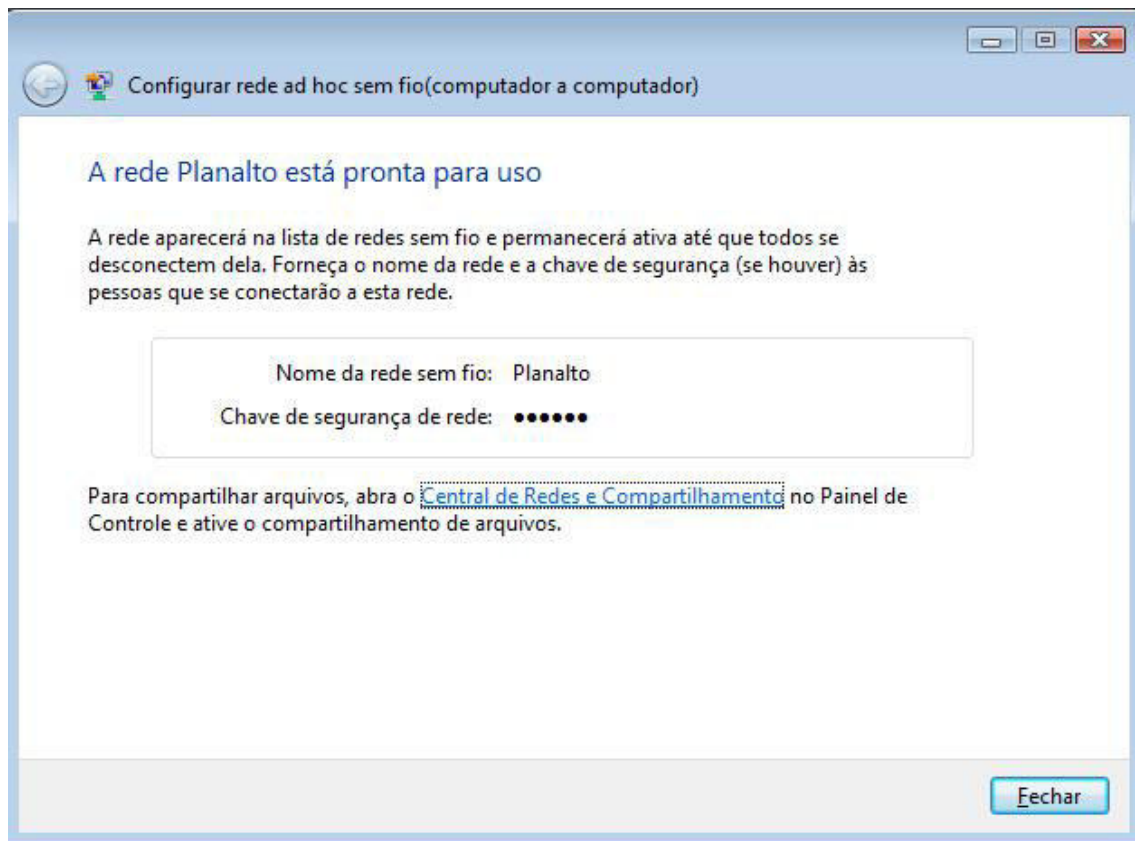 Configurar rede ad hoc sem fio(computador a computador)
A rede Planalto está pronta para uso
A rede aparecerá na lista de redes sem fio e permanecerá ativa até que todos se
desconectem dela. Forneça o nome da rede e a chave de segurança (se houver) às
pessoas que se conectarão a esta rede.
Nome da rede sem fio: Planalto
Chave de segurança de rede: ●●●●●●
Para compartilhar arquivos, abra o Central de Redes e Compartilhamento no Painel de
Controle e ative o compartilhamento de arquivos.
Fechar